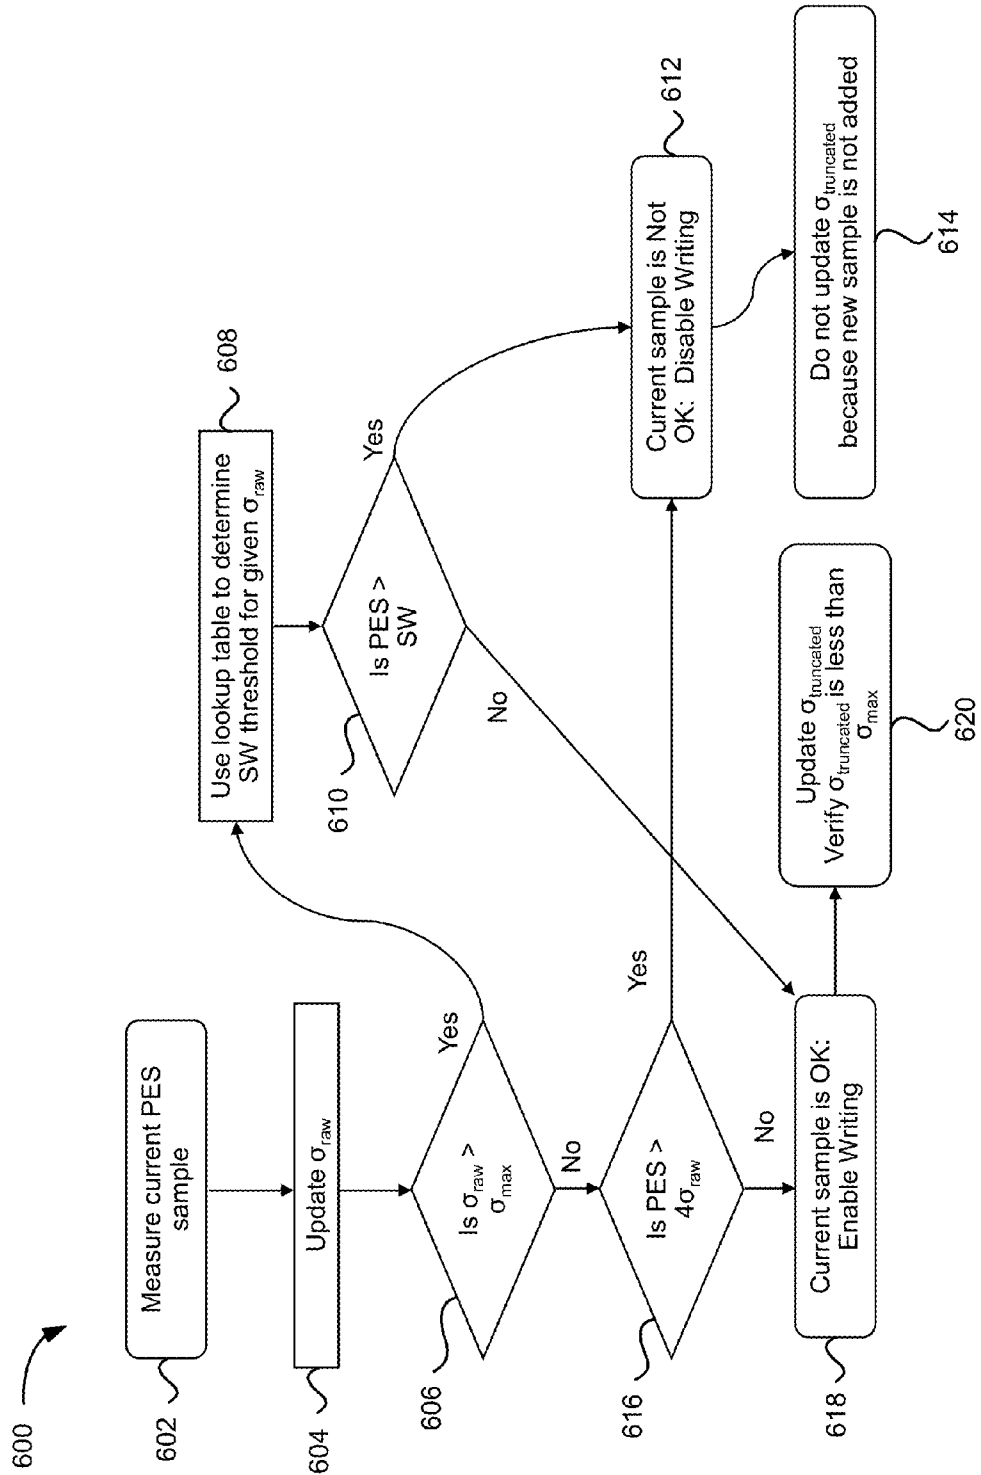 600
602
Measure current PES
sample
604
Update σraw
606
Is σraw >
σmax
Yes
No
608
Use lookup table to determine
SW threshold for given σraw
610
Is PES >
SW
Yes
No
616
Is PES >
4σraw
Yes
No
612
Current sample is Not
OK: Disable Writing
614
Do not update σtruncated
because new sample is not added
618
Current sample is OK:
Enable Writing
620
Update σtruncated
Verify σtruncated is less than
σmax